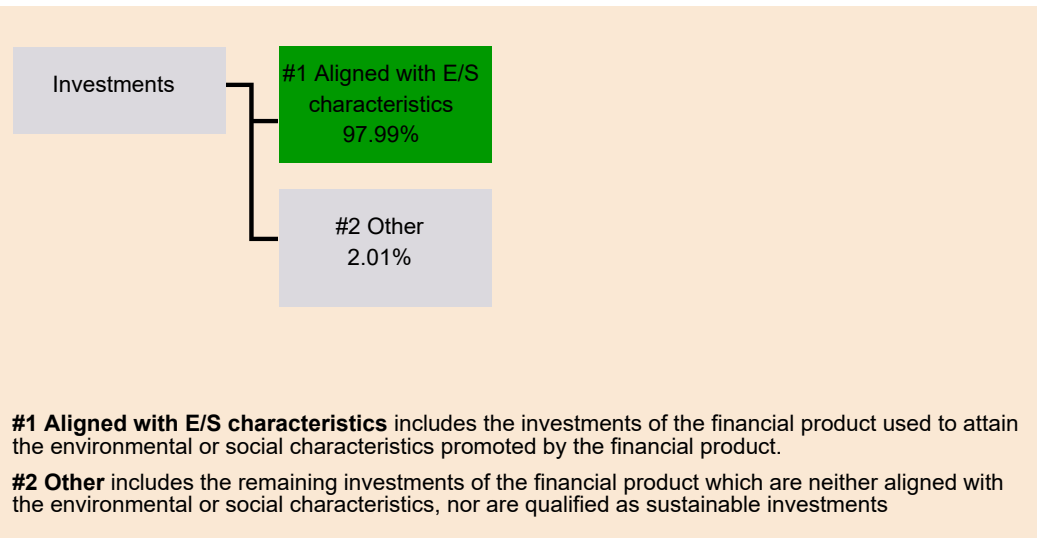 Investments
#1 Aligned with E/S
characteristics
97.99%
#2 Other
2.01%
#1 Aligned with E/S characteristics includes the investments of the financial product used to attain
the environmental or social characteristics promoted by the financial product.
#2 Other includes the remaining investments of the financial product which are neither aligned with
the environmental or social characteristics, nor are qualified as sustainable investments